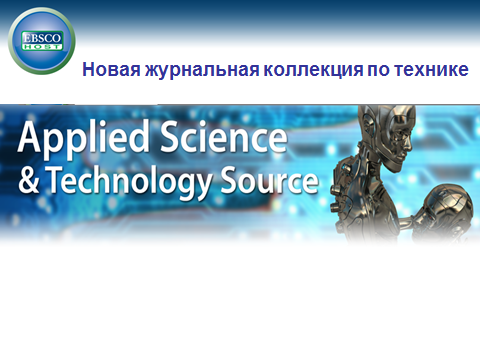 EBSCO
HOST
Новая журнальная коллекция по технике
Applied Science
& Technology Source